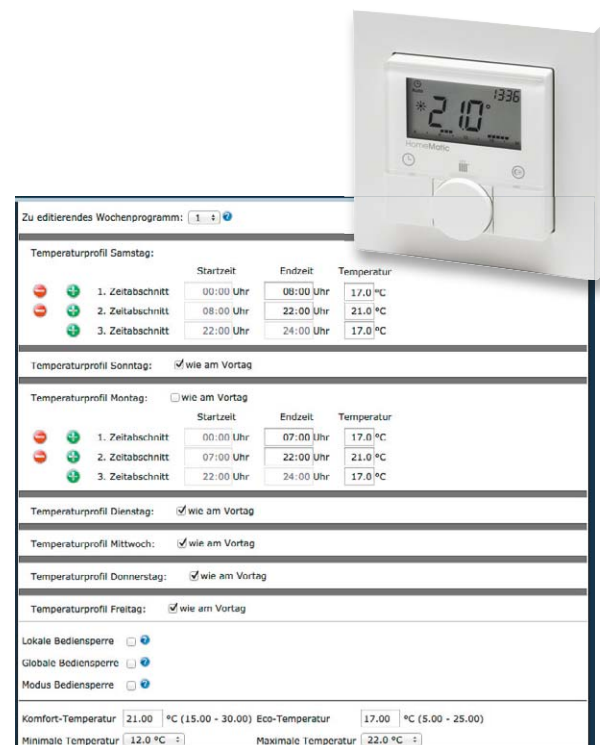 1336
Auto
21.0°
HomeMatic
Zu editierendes Wochenprogramm: 1
Temperaturprofil Samstag:
Startzeit Endzeit Temperatur
1. Zeitabschnitt 00:00 Uhr 08:00 Uhr 17.0 °C
2. Zeitabschnitt 08:00 Uhr 22:00 Uhr 21.0 °C
3. Zeitabschnitt 22:00 Uhr 24:00 Uhr 17.0 °C
Temperaturprofil Sonntag: wie am Vortag
Temperaturprofil Montag: wie am Vortag
Startzeit Endzeit Temperatur
1. Zeitabschnitt 00:00 Uhr 07:00 Uhr 17.0 °C
2. Zeitabschnitt 07:00 Uhr 22:00 Uhr 21.0 °C
3. Zeitabschnitt 22:00 Uhr 24:00 Uhr 17.0 °C
Temperaturprofil Dienstag: wie am Vortag
Temperaturprofil Mittwoch: wie am Vortag
Temperaturprofil Donnerstag: wie am Vortag
Temperaturprofil Freitag: wie am Vortag
Lokale Bediensperre ?
Globale Bediensperre ?
Modus Bediensperre ?
Komfort-Temperatur 21.00 °C (15.00 - 30.00) Eco-Temperatur 17.00 °C (5.00 - 25.00)
Minimale Temperatur 12.0 °C Maximale Temperatur 22.0 °C